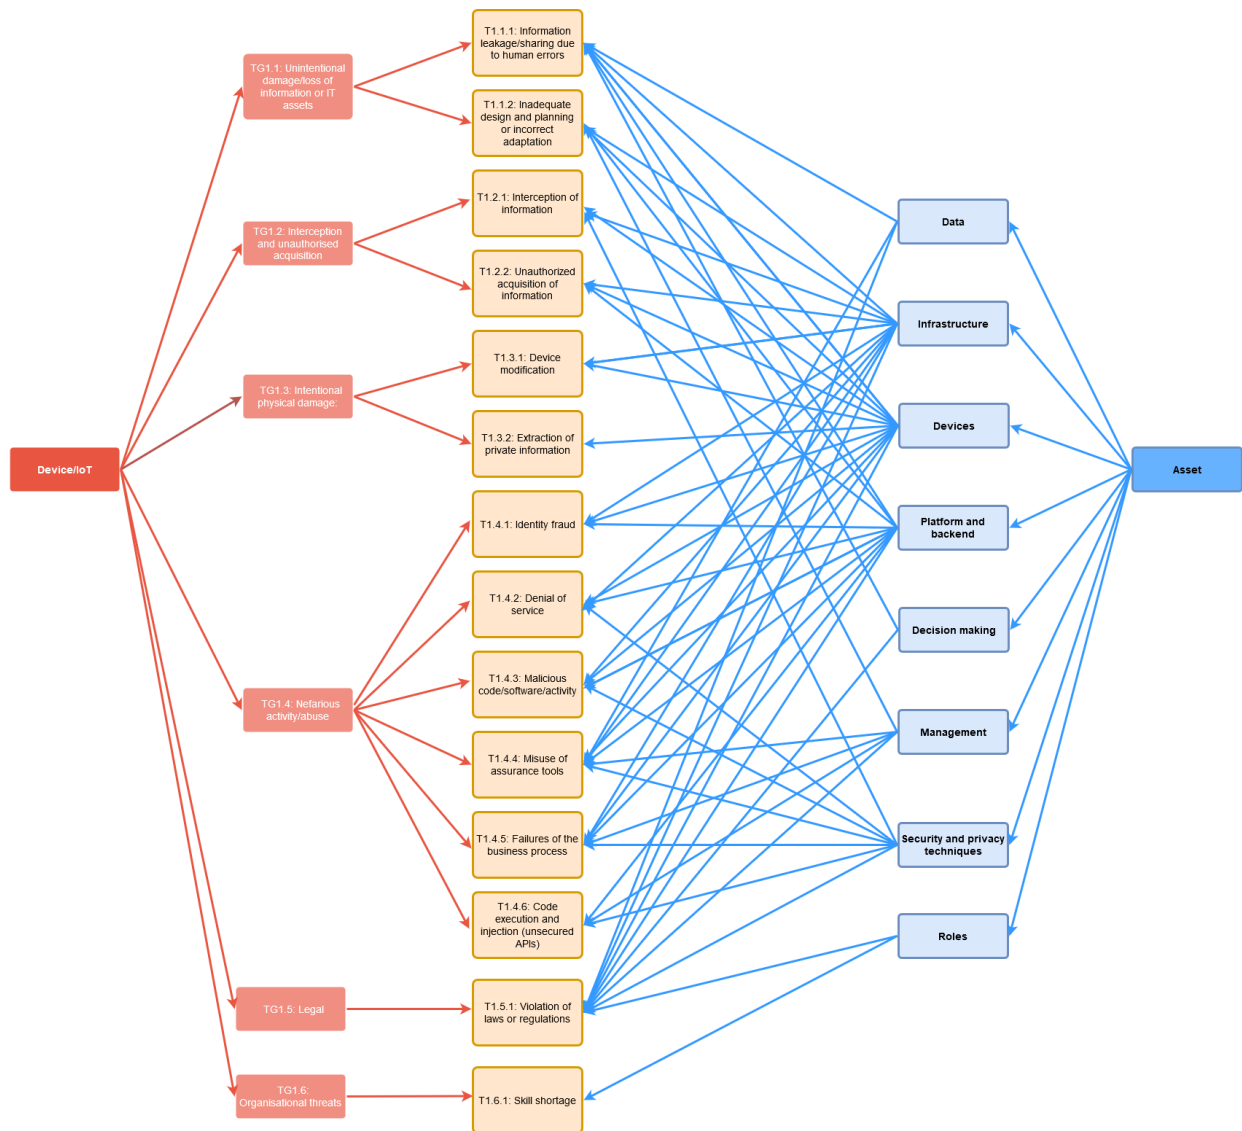 T1.1.1: Information
leakage/sharing due
to human errors
TG1.1: Unintentional
damage/loss of
information or IT
assets
T1.1.2: Inadequate
design and planning
or incorrect
adaptation
T1.2.1: Interception of
information
TG1.2: Interception
and unauthorised
acquisition
T1.2.2: Unauthorized
acquisition of
information
T1.3.1: Device
modification
TG1.3: Intentional
physical damage:
T1.3.2: Extraction of
private information
Device/IoT
T1.4.1: Identity fraud
T1.4.2: Denial of
service
T1.4.3: Malicious
code/software/activity
TG1.4: Nefarious
activity/abuse
T1.4.4: Misuse of
assurance tools
T1.4.5: Failures of the
business process
T1.4.6: Code
execution and
injection (unsecured
APIs)
TG1.5: Legal
T1.5.1: Violation of
laws or regulations
TG1.6:
Organisational threats
T1.6.1: Skill shortage
Data
Infrastructure
Devices
Platform and
backend
Decision making
Management
Security and privacy
techniques
Roles
Asset